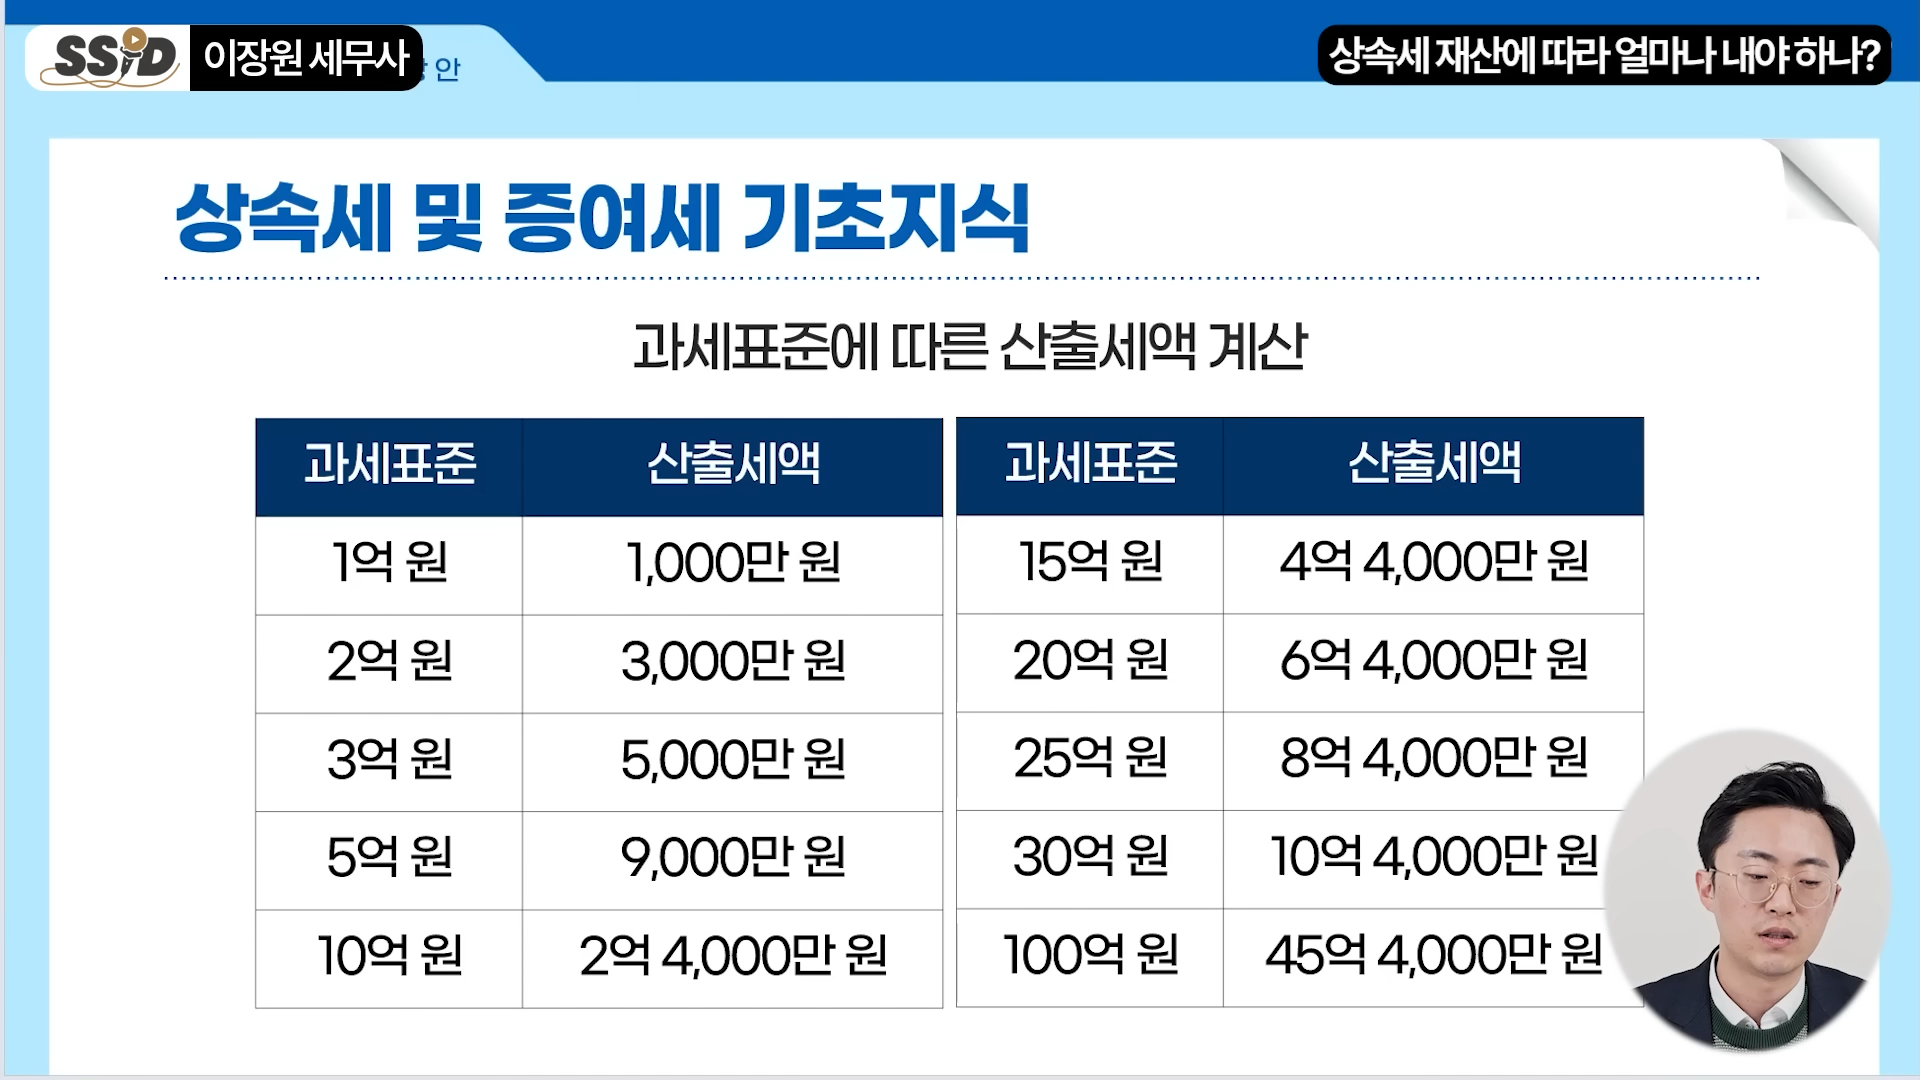 SSiD
이장원 세무사
안
상속세 재산에 따라 얼마나 내야 하나?
상속세 및 증여세 기초지식
과세표준에 따른 산출세액 계산
과세표준 산출세액
1억 원 1,000만 원
2억 원 3,000만 원
3억 원 5,000만 원
5억 원 9,000만 원
10억 원 2억 4,000만 원
과세표준 산출세액
15억 원 4억 4,000만 원
20억 원 6억 4,000만 원
25억 원 8억 4,000만 원
30억 원 10억 4,000만 원
100억 원 45억 4,000만 원